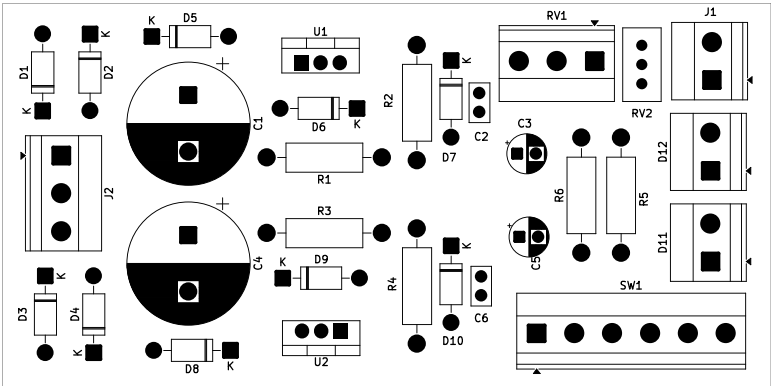 D5
K
K
K
D1
D2
K
C1
U1
D6
K
R1
R2
K
D7
C2
RV1
RV2
J1
C3
D12
J2
R6
R5
R3
C4
K
D9
R4
K
D10
C6
C5
D11
SW1
K
K
D3
D4
D8
K
U2